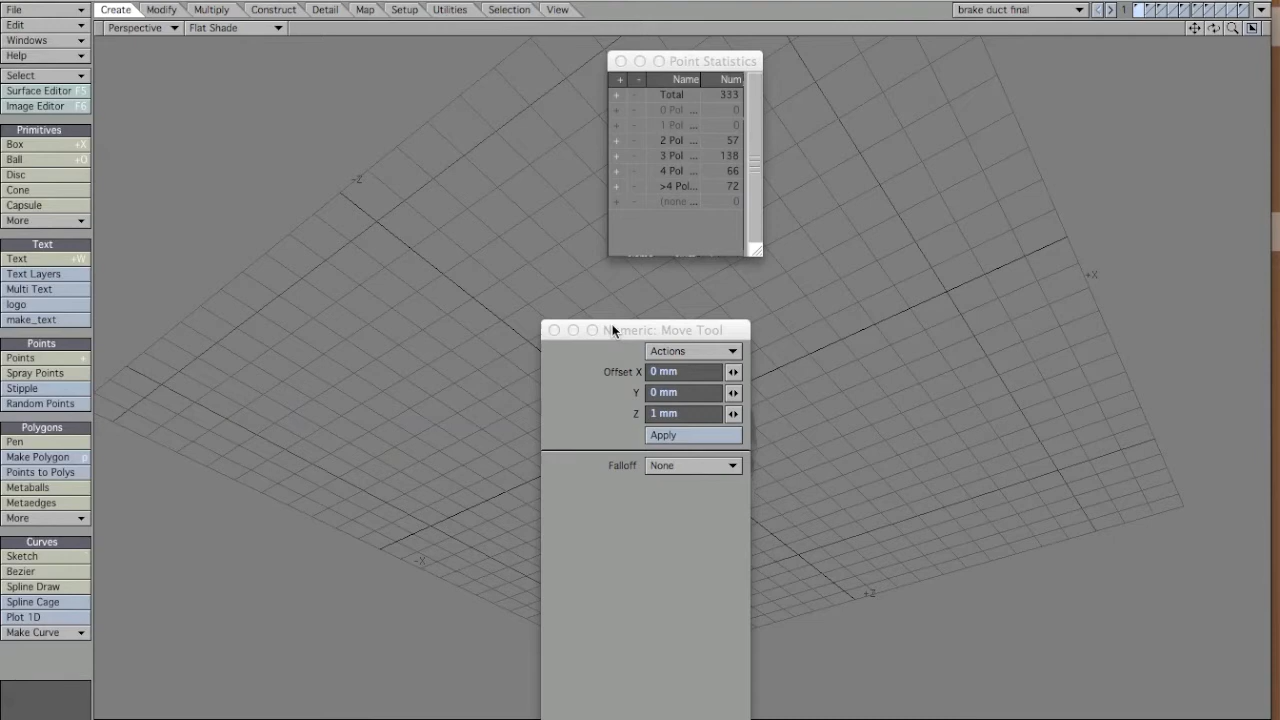 File
Create Modify Multiply Construct Detail Map Setup Utilities Selection View
brake duct final
1
Edit
Perspective Flat Shade
Windows
Help
Select
Surface Editor F5
Image Editor F6
Primitives
Box +X
Ball +O
Disc
Cone
Capsule
More
Text
Text +W
Text Layers
Multi Text
logo
make_text
Points
Points +
Spray Points
Stipple
Random Points
Polygons
Pen
Make Polygon p
Points to Polys
Metaballs
Metaedges
More
Curves
Sketch
Bezier
Spline Draw
Spline Cage
Plot 1D
Make Curve
Point Statistics
+ - Name Num
+ - Total 333
+ - 0 Pol ... 0
+ - 1 Pol ... 0
+ - 2 Pol ... 57
+ - 3 Pol ... 138
+ - 4 Pol ... 66
+ - >4 Pol... 72
+ - (none ... 0
-Z
+X
-X
+Z
Numeric: Move Tool
Actions
Offset X 0 mm
Y 0 mm
Z 1 mm
Apply
Falloff None